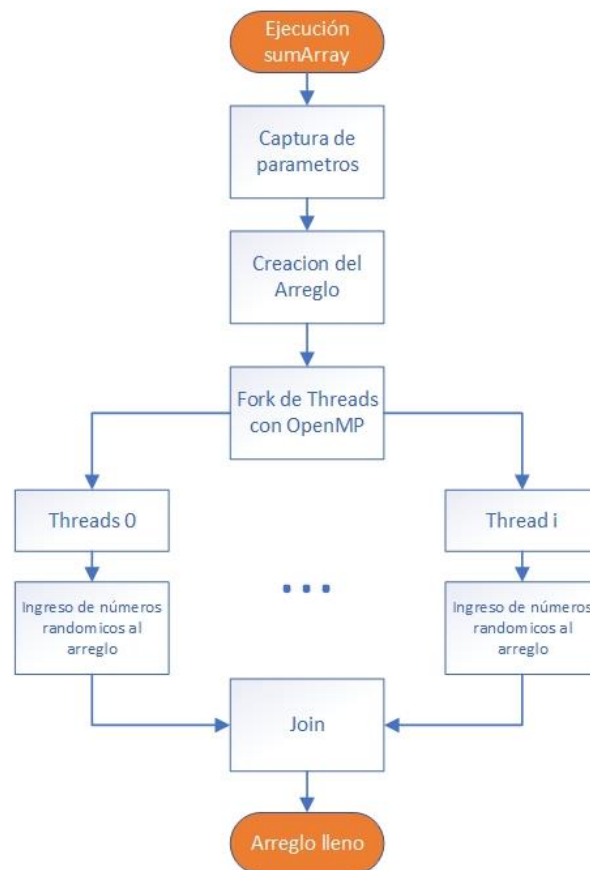 Ejecución
sumArray
Captura de
parametros
Creacion del
Arreglo
Fork de Threads
con OpenMP
Threads 0
Thread i
Ingreso de números
randomicos al
arreglo
...
Ingreso de números
randomicos al
arreglo
Join
Arreglo lleno